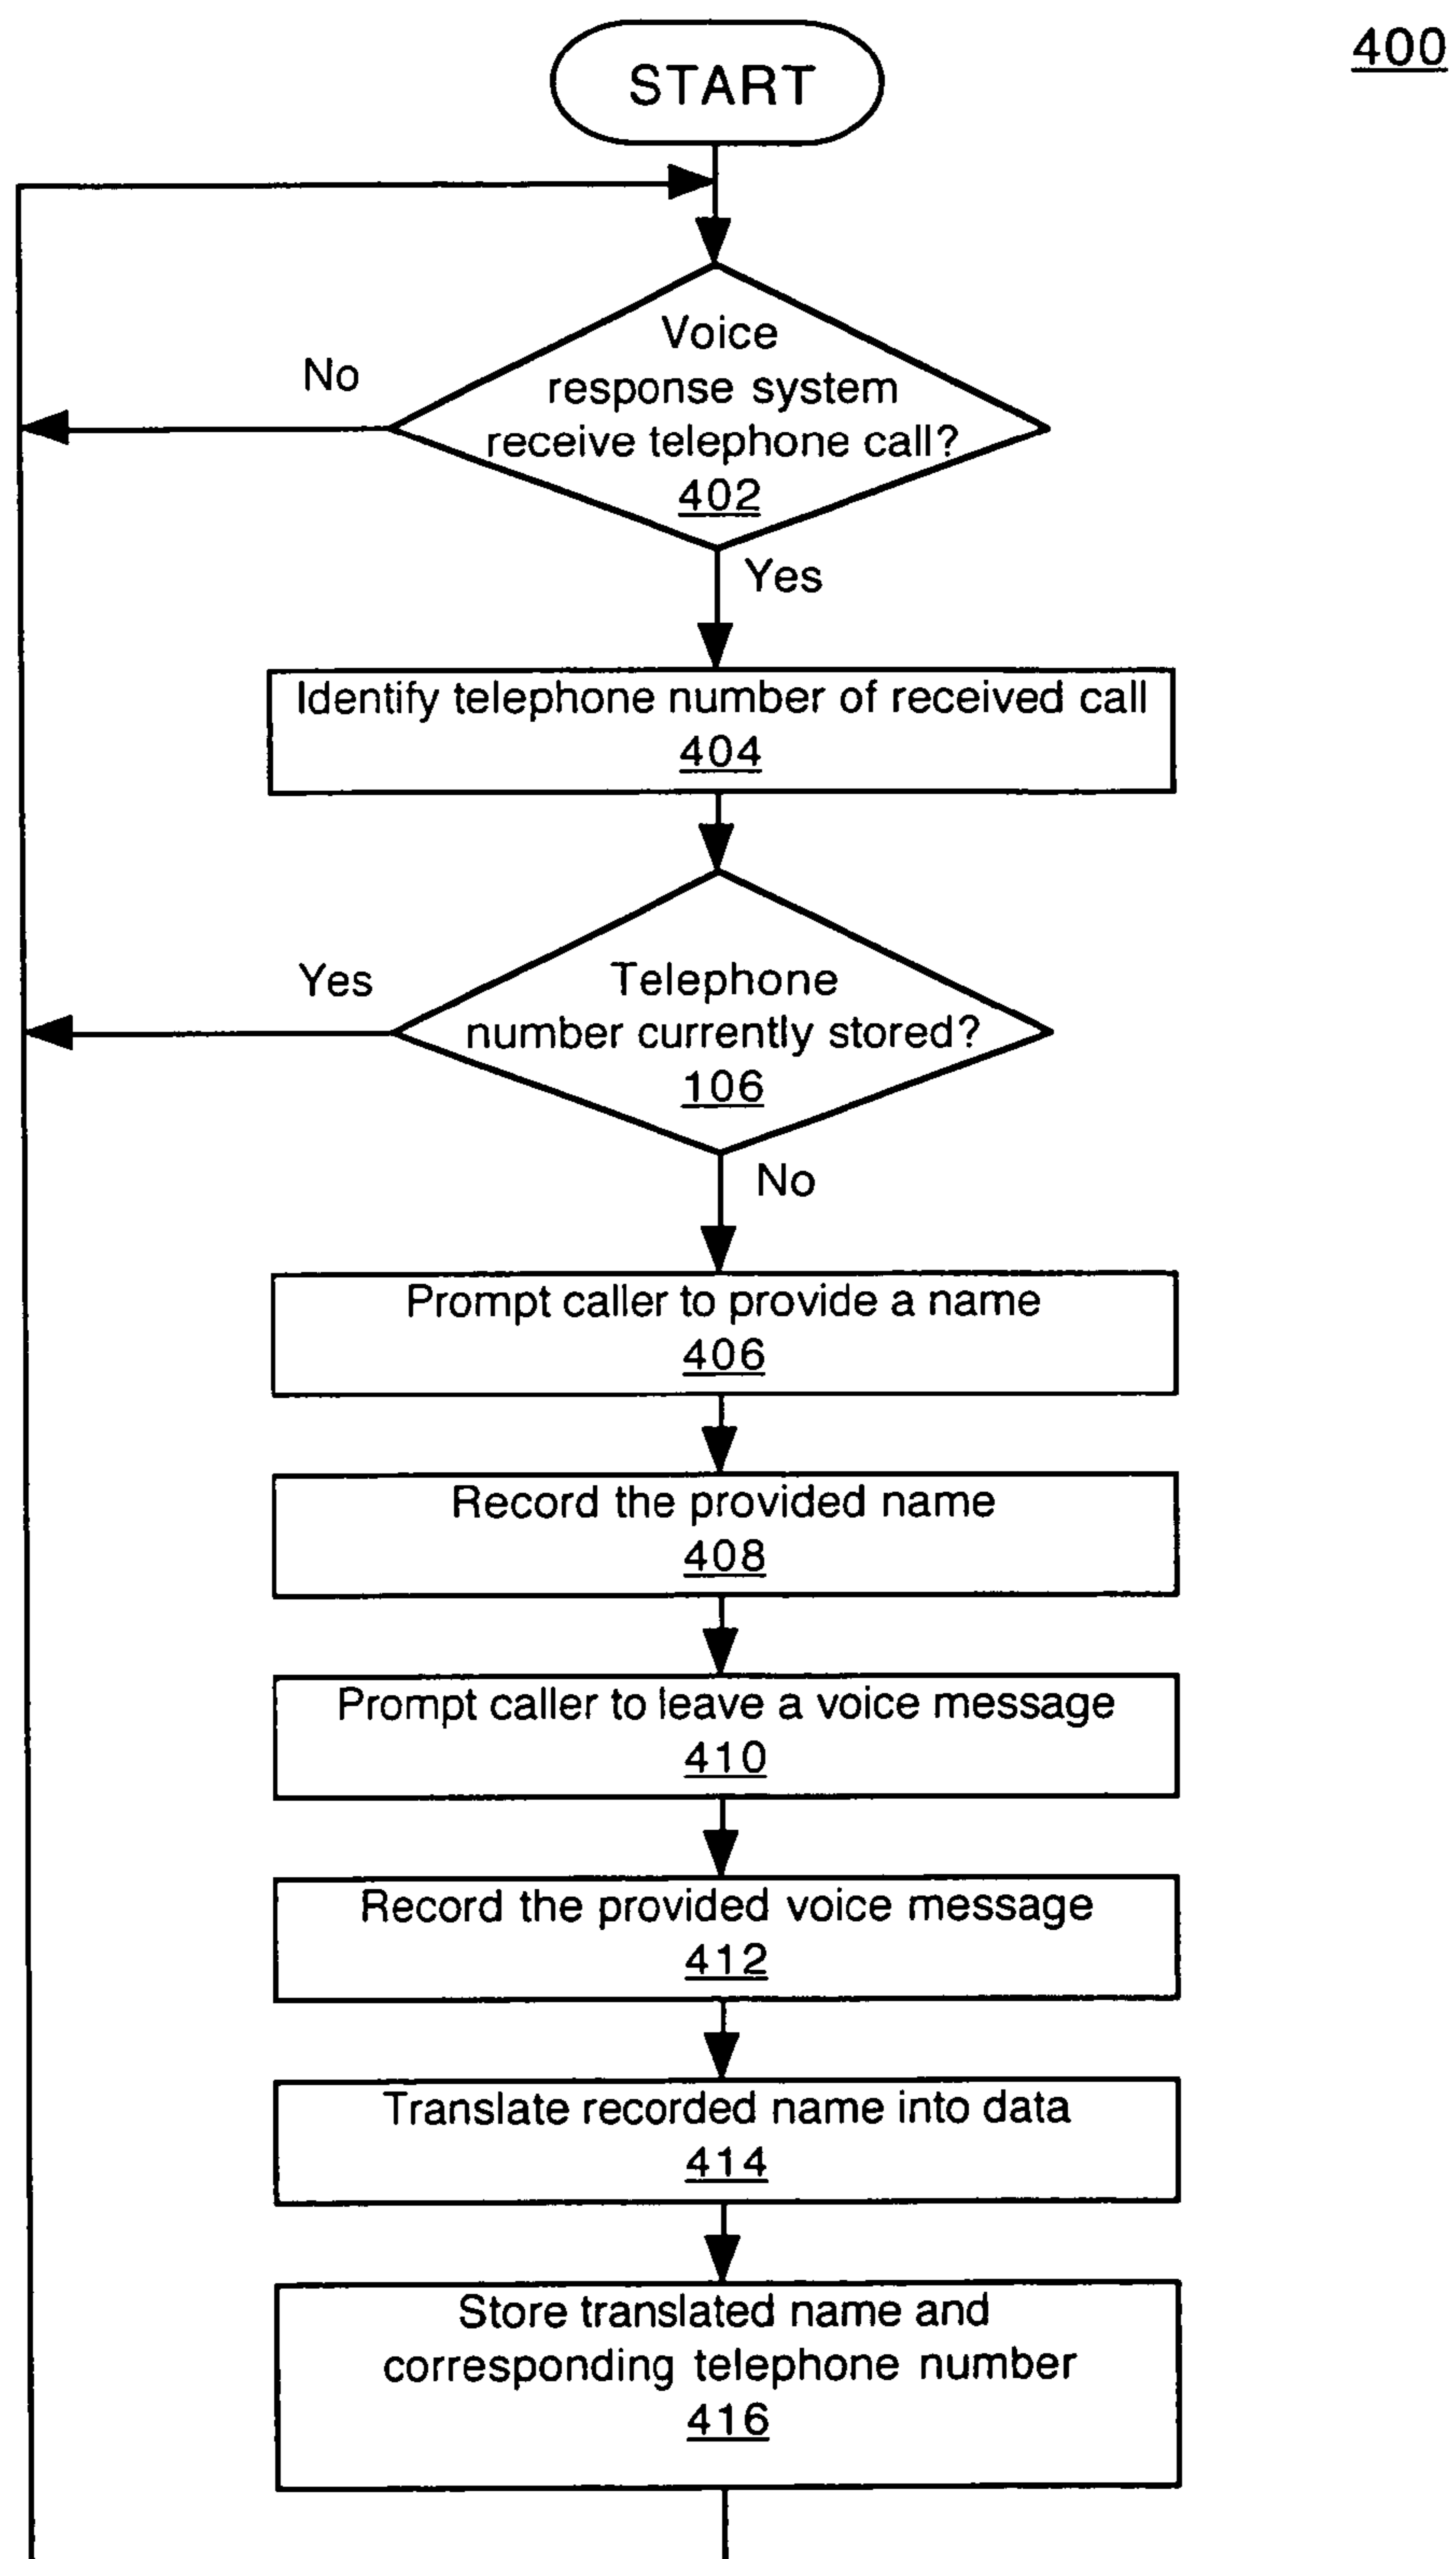 400
START
Voice
response system
receive telephone call?
402
No
Yes
Identify telephone number of received call
404
Telephone
number currently stored?
106
Yes
No
Prompt caller to provide a name
406
Record the provided name
408
Prompt caller to leave a voice message
410
Record the provided voice message
412
Translate recorded name into data
414
Store translated name and
corresponding telephone number
416